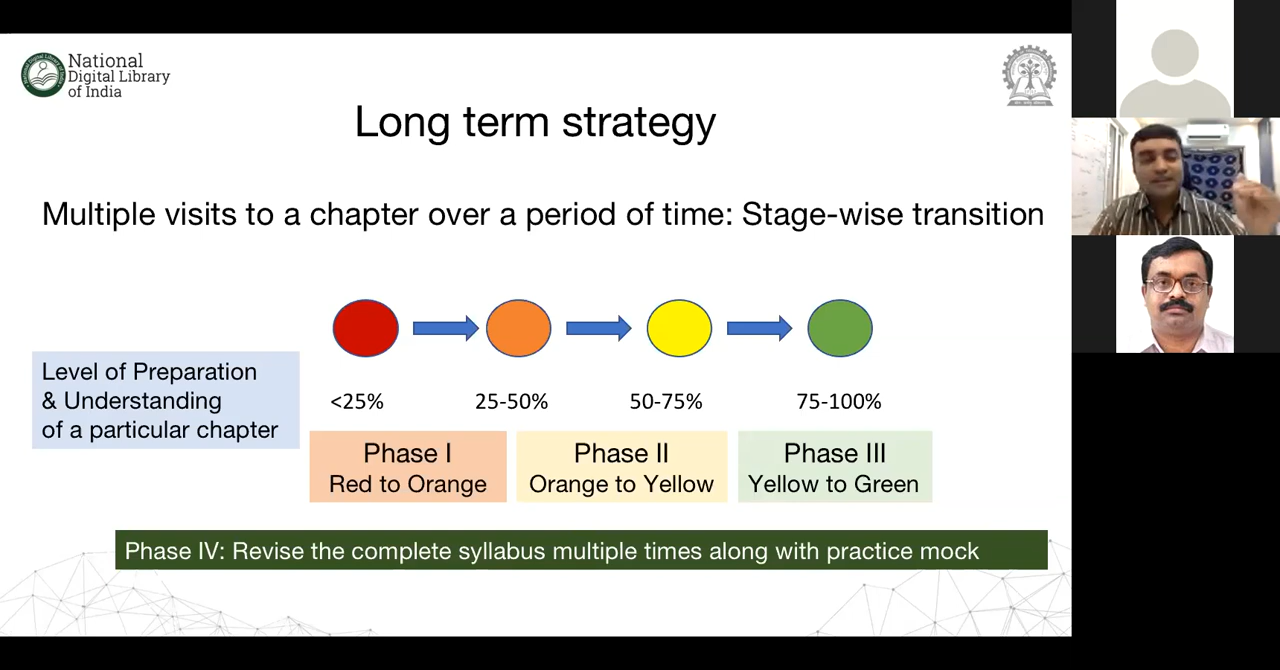 National
Digital Library
of India
Long term strategy
Multiple visits to a chapter over a period of time: Stage-wise transition
Level of Preparation
& Understanding
of a particular chapter
<25%
25-50%
50-75%
75-100%
Phase I
Red to Orange
Phase II
Orange to Yellow
Phase III
Yellow to Green
Phase IV: Revise the complete syllabus multiple times along with practice mock